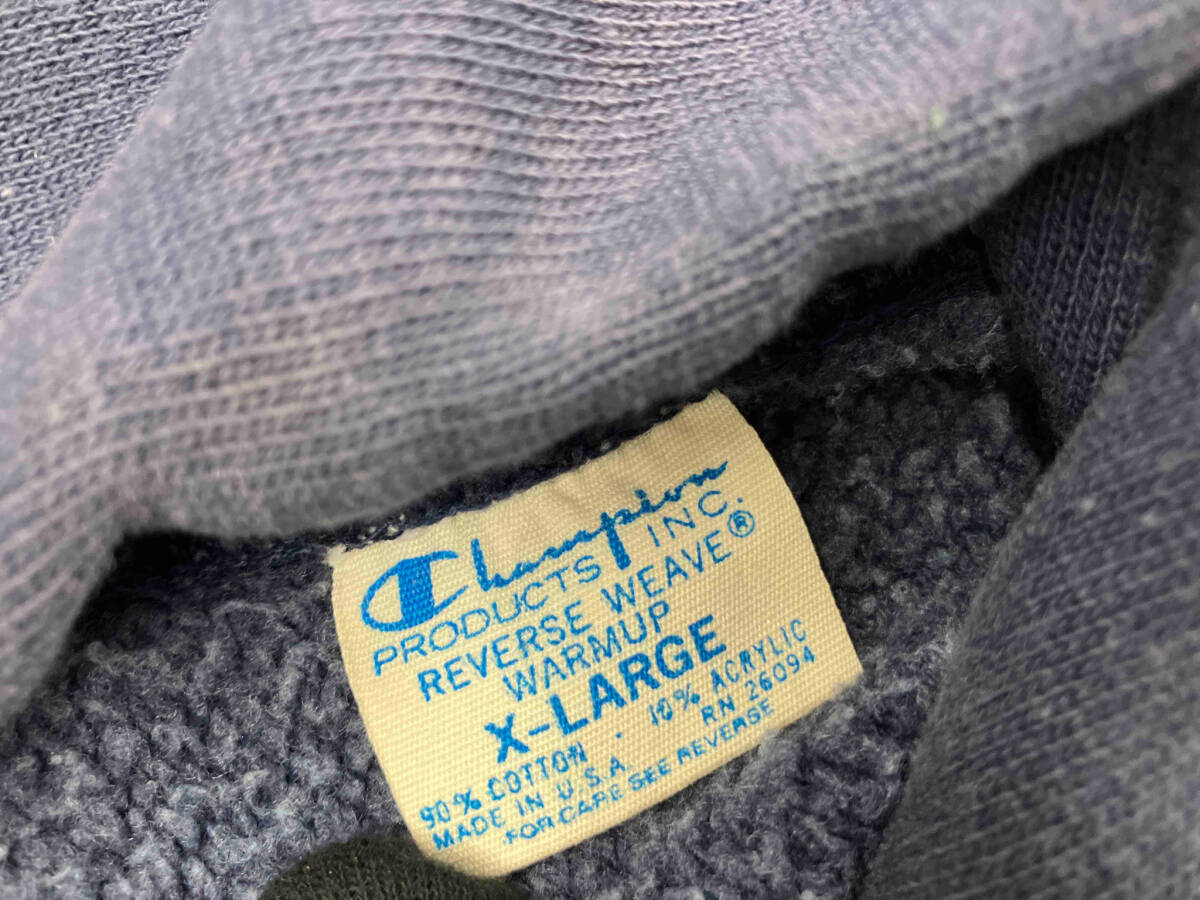 Champion
PRODUCTS INC.
REVERSE WEAVE®
WARMUP
X-LARGE
90% COTTON . 10% ACRYLIC
MADE IN U.S.A. RN 26094
FOR CARE SEE REVERSE